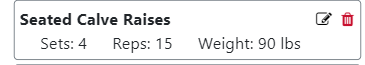 Seated Calve Raises
Sets: 4 Reps: 15 Weight: 90 lbs